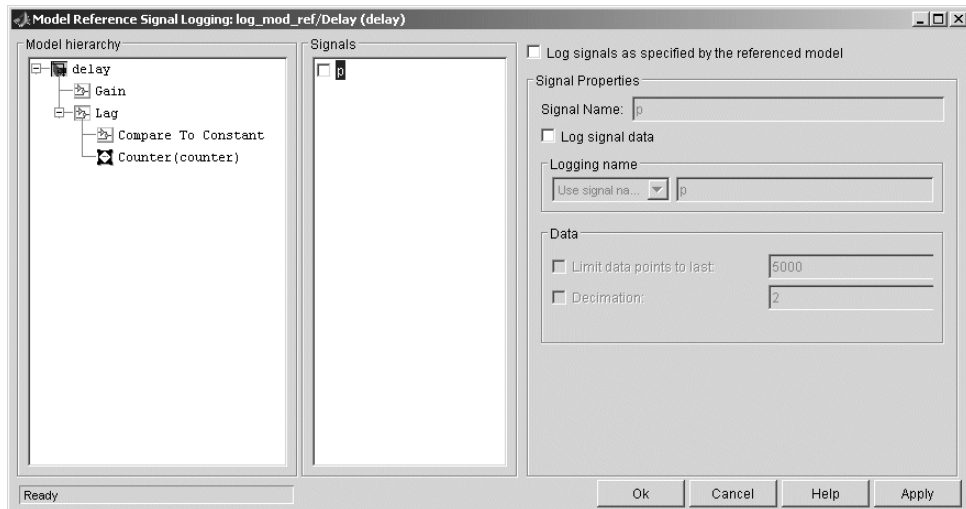 Model Reference Signal Logging: log_mod_ref/Delay (delay)
Model hierarchy
delay
Gain
Lag
Compare To Constant
Counter(counter)
Signals
p
Log signals as specified by the referenced model
Signal Properties
Signal Name: p
Log signal data
Logging name
Use signal na... p
Data
Limit data points to last: 5000
Decimation: 2
Ready
Ok Cancel Help Apply